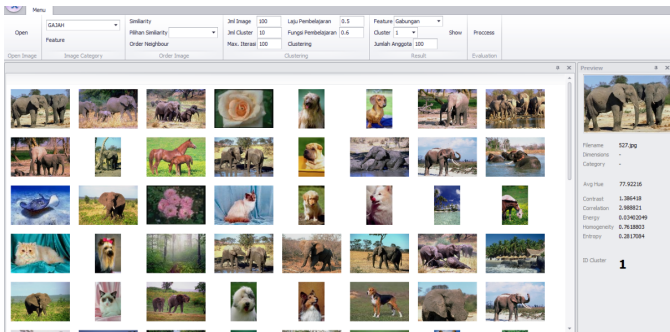 Menu
Open
Open Image
GAJAH
Feature
Image Category
Similarity
Pilihan Similarity
Order Neighbour
Order Image
Jml Image 100
Jml Cluster 10
Max. Iterasi 100
Laju Pembelajaran 0.5
Fungsi Pembelajaran 0.6
Clustering
Clustering
Feature Gabungan
Cluster 1
Jumlah Anggota 100
Show
Result
Proccess
Evaluation
Preview
Filename 527.jpg
Dimensions -
Category -
Avg Hue 77.92216
Contrast 1.386418
Correlation 2.988821
Energy 0.03402049
Homogeneity 0.7618803
Entropy 0.2817084
ID Cluster 1